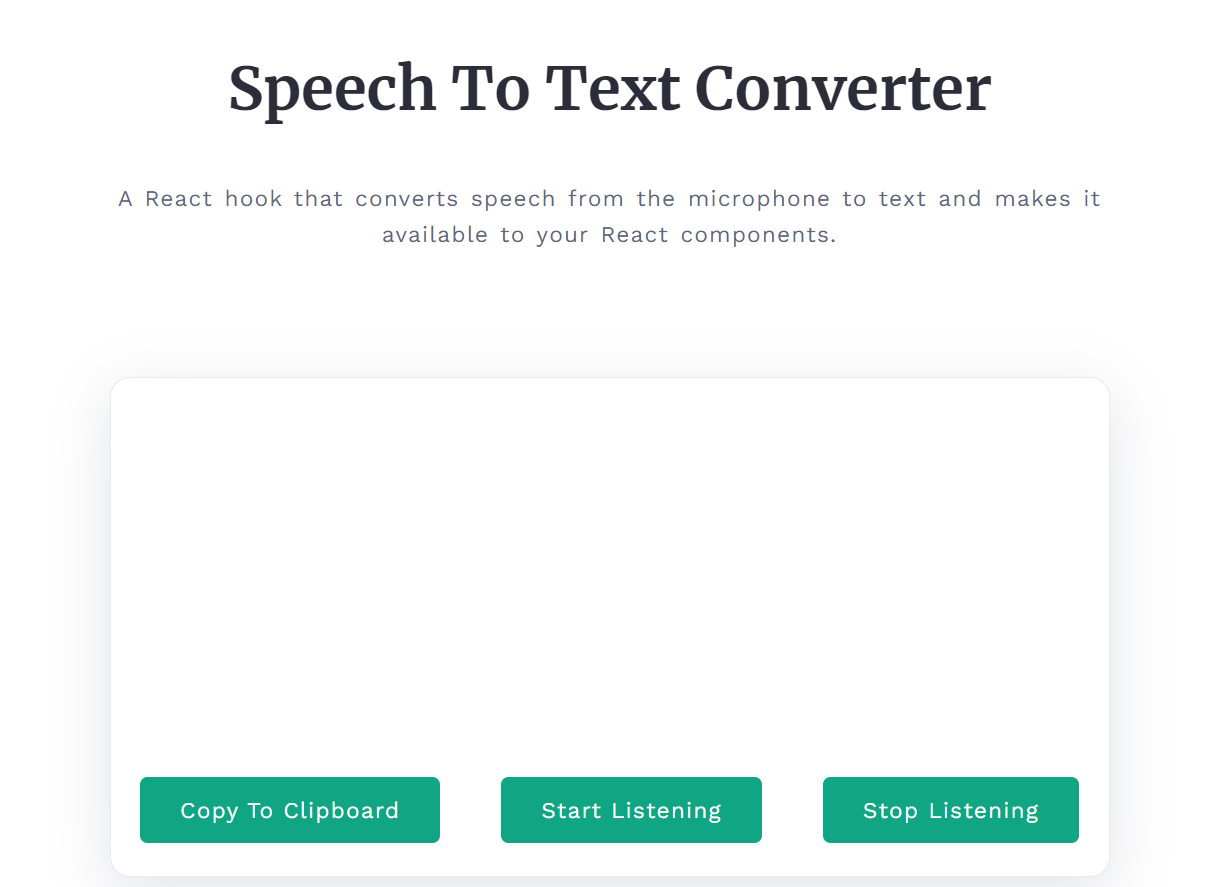 Speech To Text Converter
A React hook that converts speech from the microphone to text and makes it
available to your React components.
Copy To Clipboard
Start Listening
Stop Listening